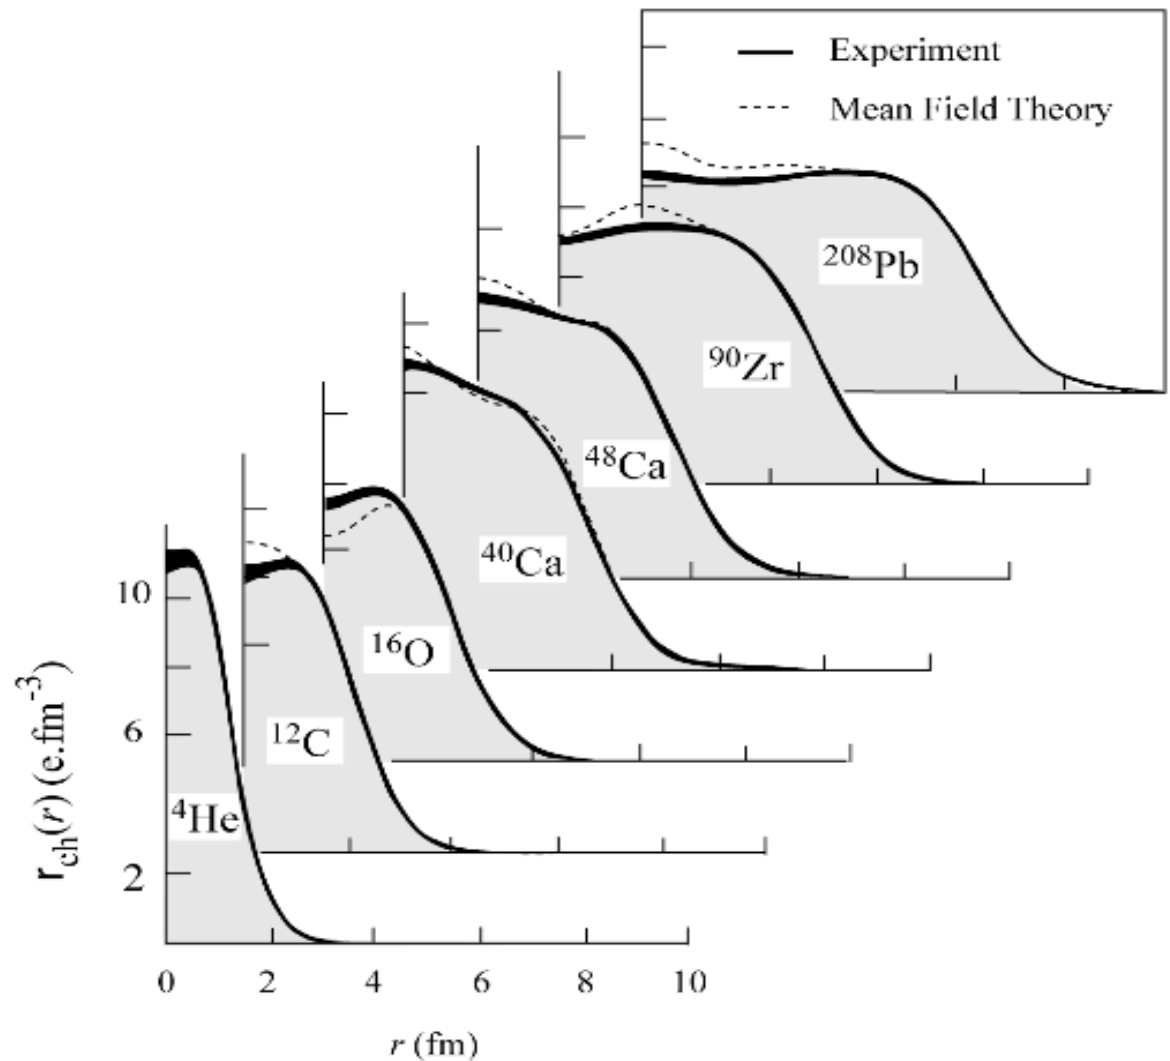 Experiment
Mean Field Theory
²⁰⁸Pb
⁹⁰Zr
⁴⁸Ca
⁴⁰Ca
¹⁶O
¹²C
⁴He
10
6
2
r_ch(r) (e.fm⁻³)
0 2 4 6 8 10
r (fm)